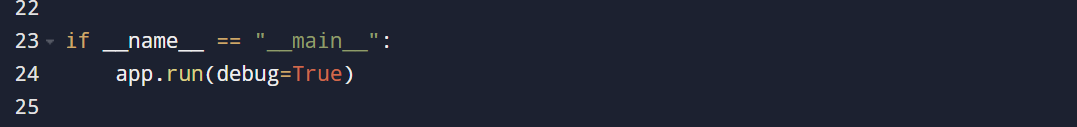 22
23 if __name__ == "__main__":
24     app.run(debug=True)
25